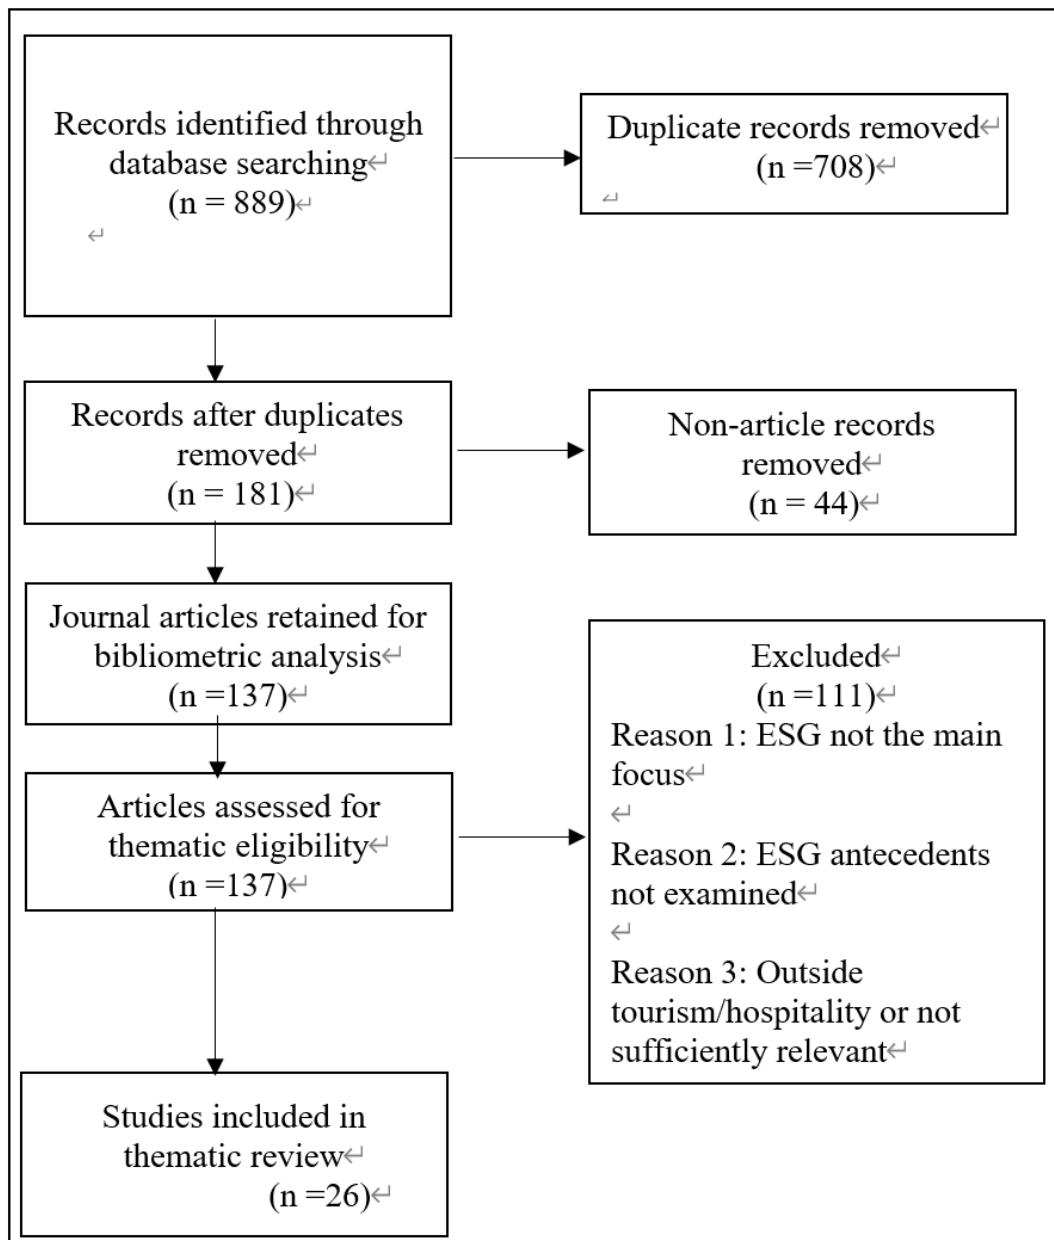 Records identified through
database searching↵
(n = 889)↵
↵
Duplicate records removed↵
(n =708)↵
↵
Records after duplicates
removed↵
(n = 181)↵
Non-article records
removed↵
(n = 44)↵
Journal articles retained for
bibliometric analysis↵
(n =137)↵
Articles assessed for
thematic eligibility↵
(n =137)↵
Excluded↵
(n =111)↵
Reason 1: ESG not the main
focus↵
↵
Reason 2: ESG antecedents
not examined↵
↵
Reason 3: Outside
tourism/hospitality or not
sufficiently relevant↵
Studies included in
thematic review↵
(n =26)↵